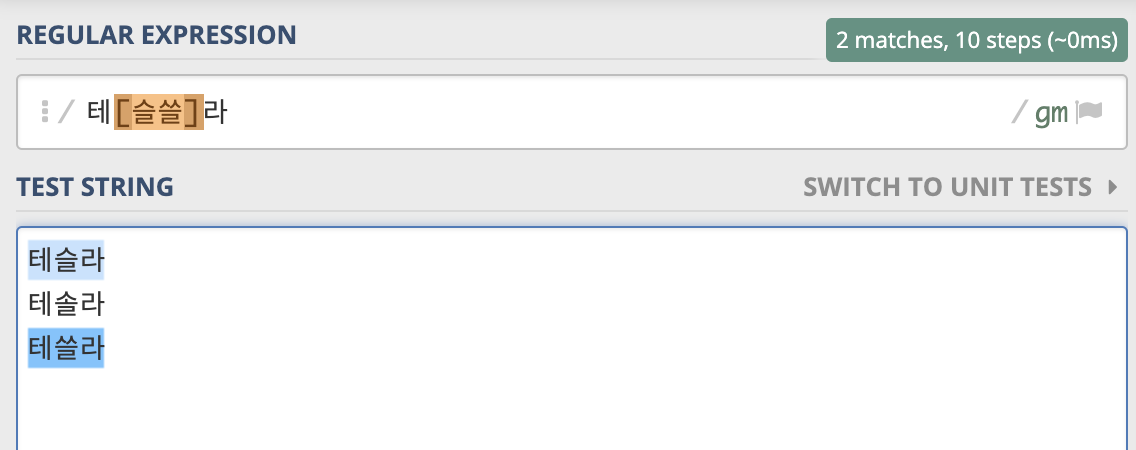 REGULAR EXPRESSION
2 matches, 10 steps (~0ms)
/ 테[슬쓸]라 / gm
TEST STRING
SWITCH TO UNIT TESTS
테슬라
테솔라
테쓸라